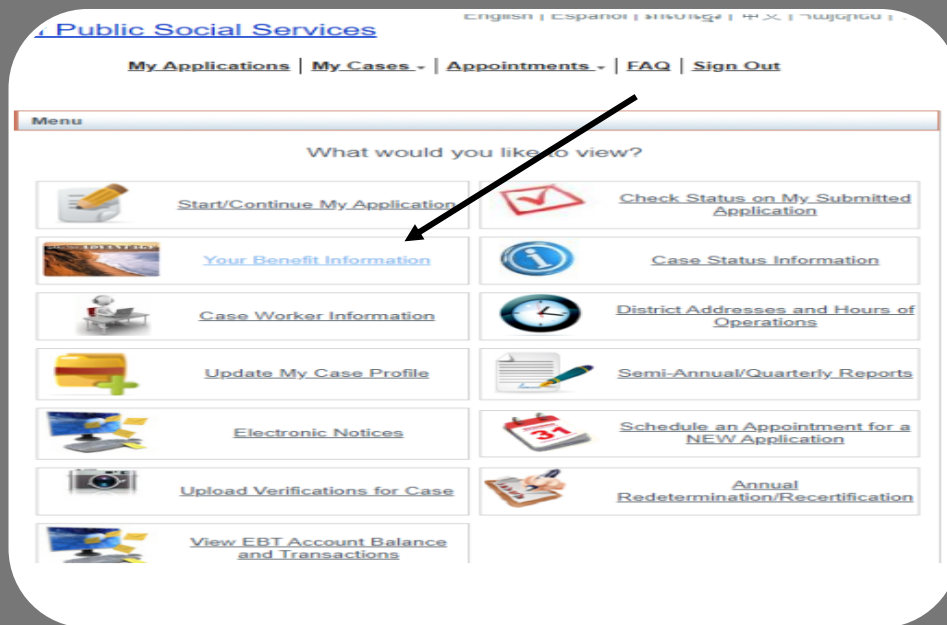 English | Español |
Public Social Services
My Applications | My Cases | Appointments | FAQ | Sign Out
Menu
What would you like to view?
Start/Continue My Application
Check Status on My Submitted
Application
Your Benefit Information
Case Status Information
Case Worker Information
District Addresses and Hours of
Operations
Update My Case Profile
Semi-Annual/Quarterly Reports
Electronic Notices
31
Schedule an Appointment for a
NEW Application
Upload Verifications for Case
Annual
Redetermination/Recertification
View EBT Account Balance
and Transactions